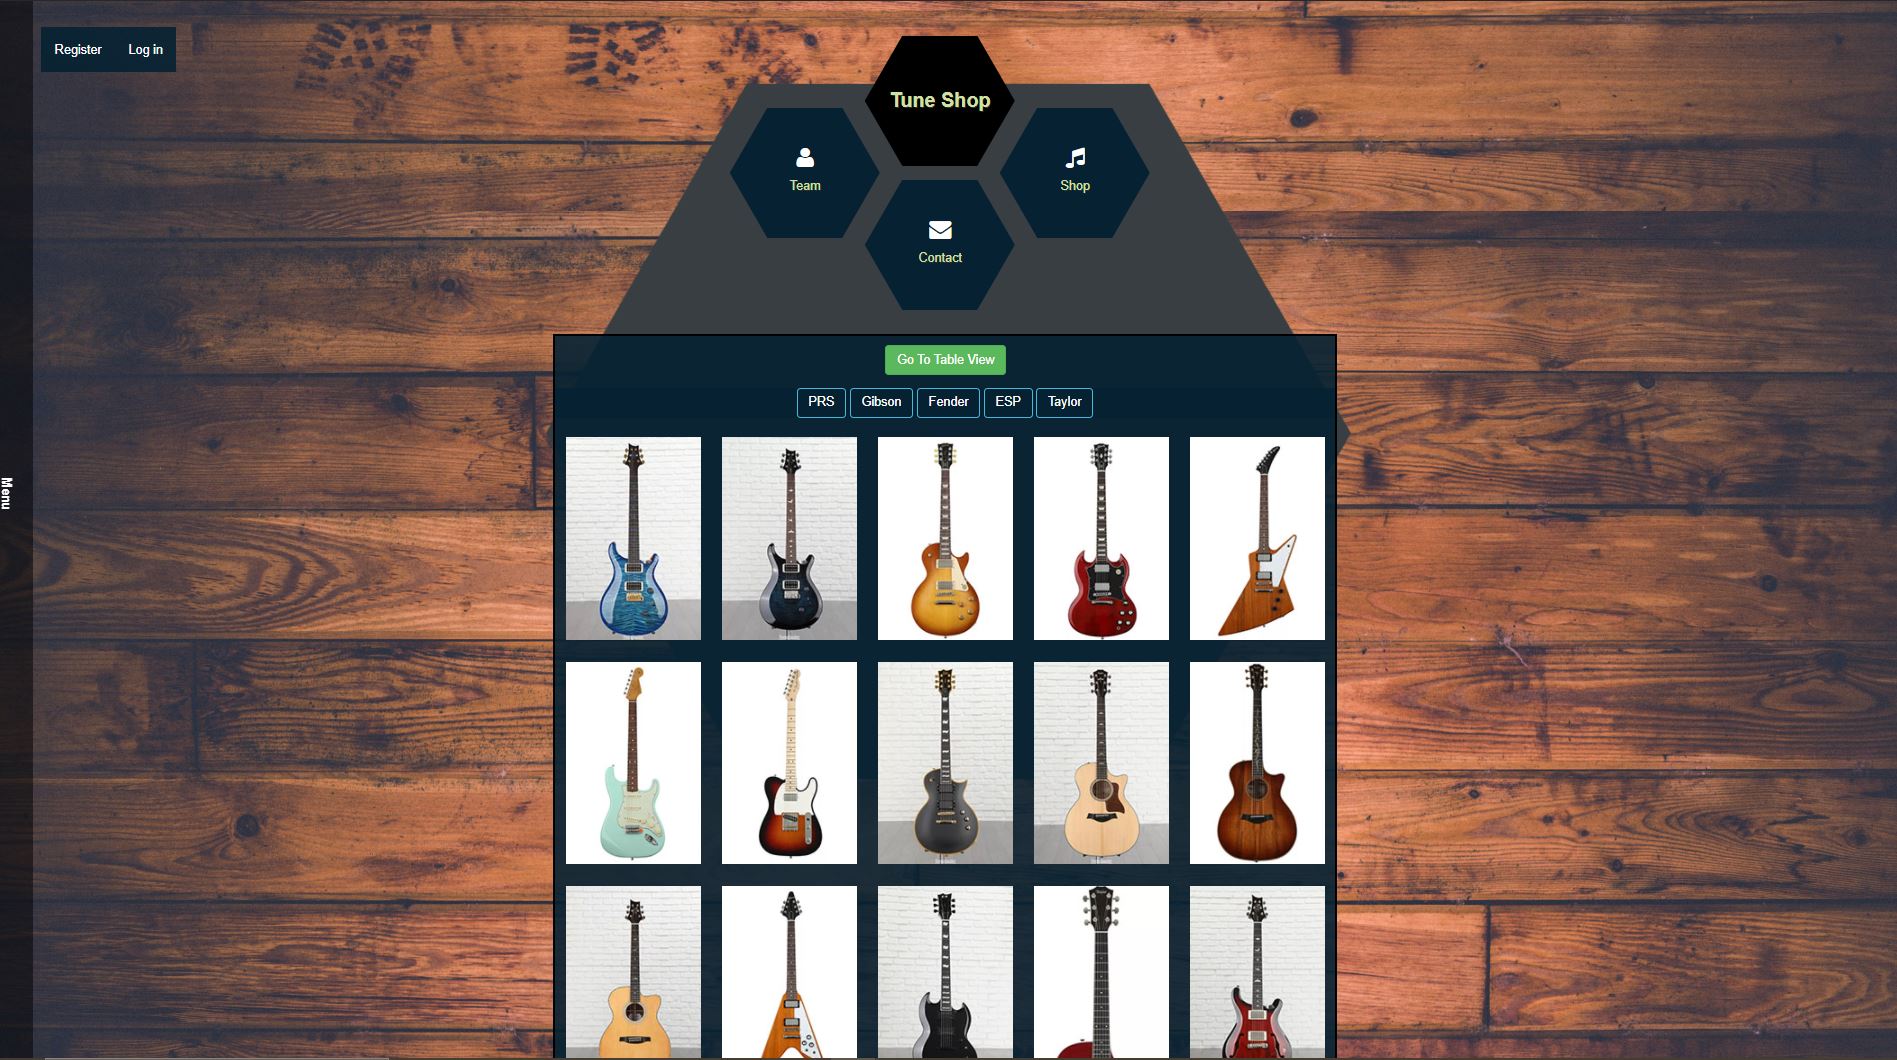 Register
Log in
Tune Shop
Team
Shop
Contact
Go To Table View
PRS
Gibson
Fender
ESP
Taylor
Menu